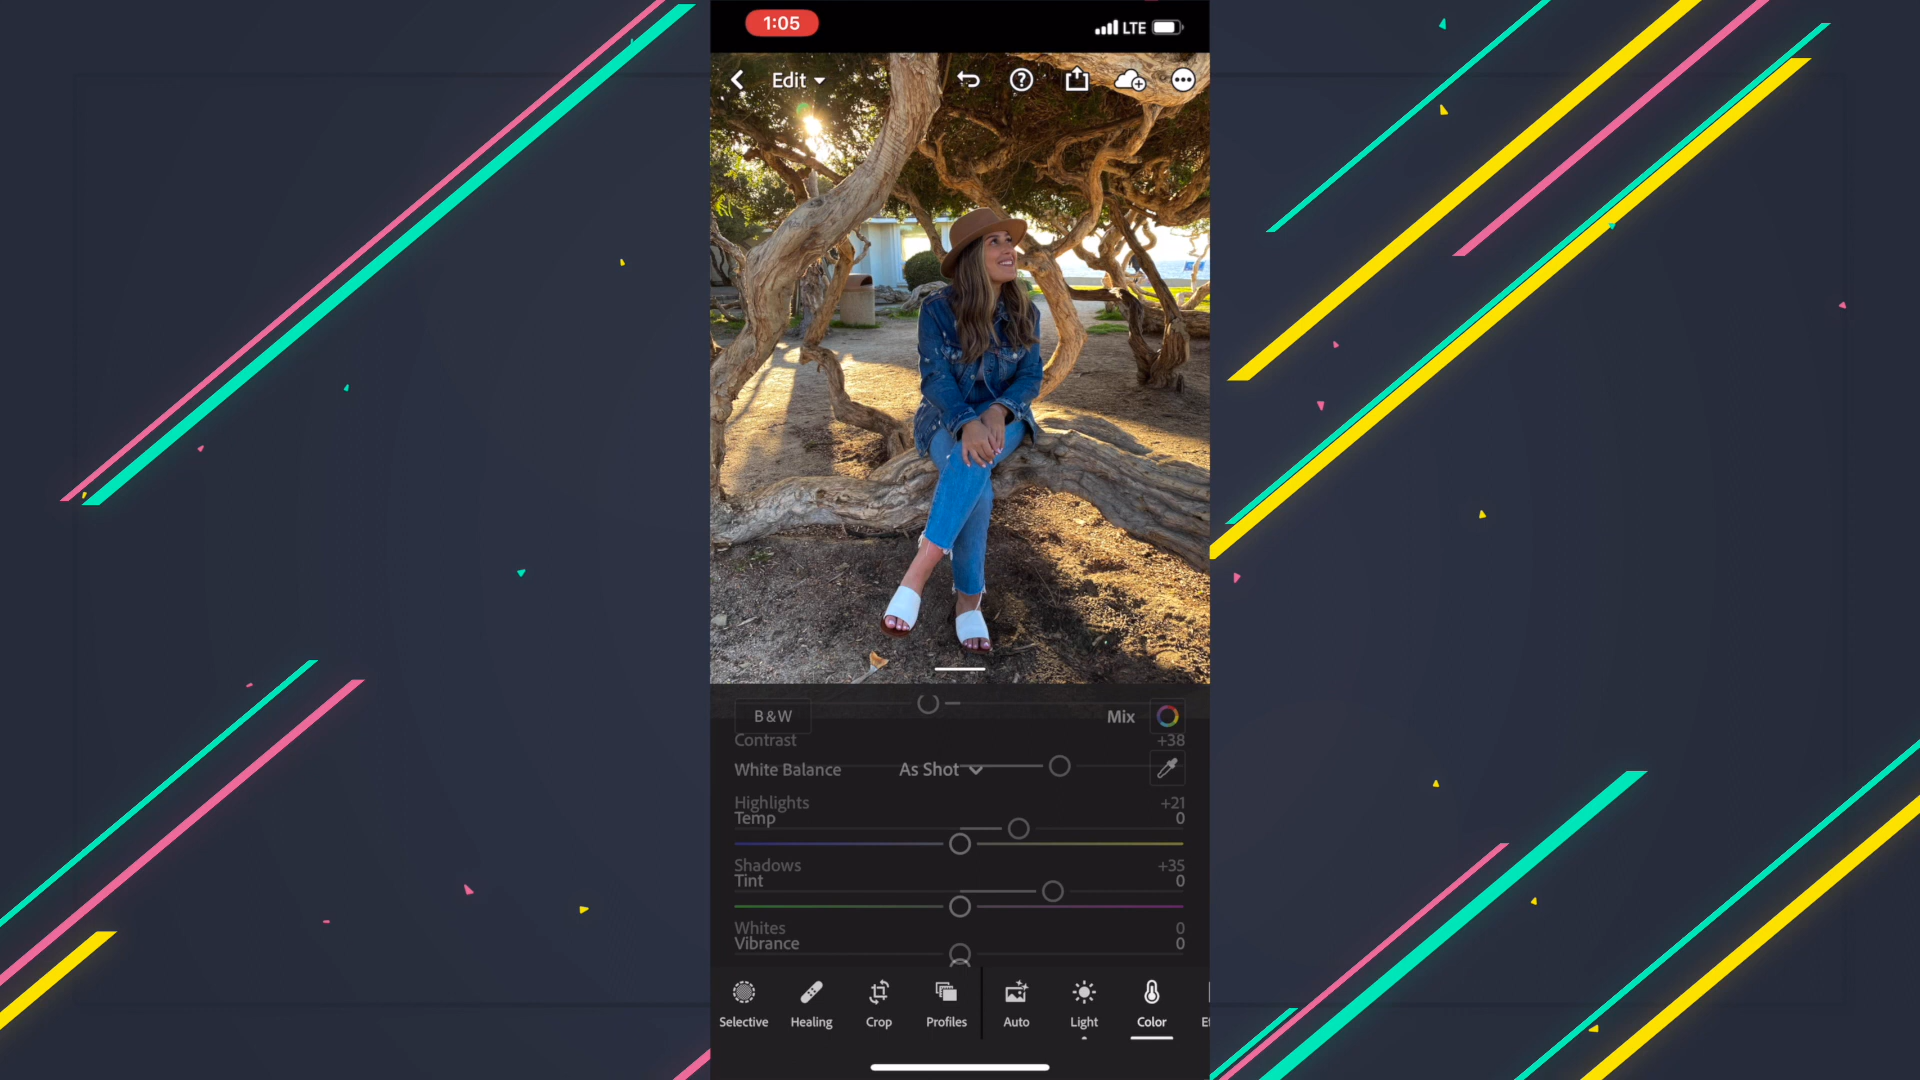 1:05 LTE
Edit
B&W Mix
Contrast +38
White Balance As Shot
Highlights +21
Temp 0
Shadows +35
Tint 0
Whites 0
Vibrance 0
Selective Healing Crop Profiles Auto Light Color